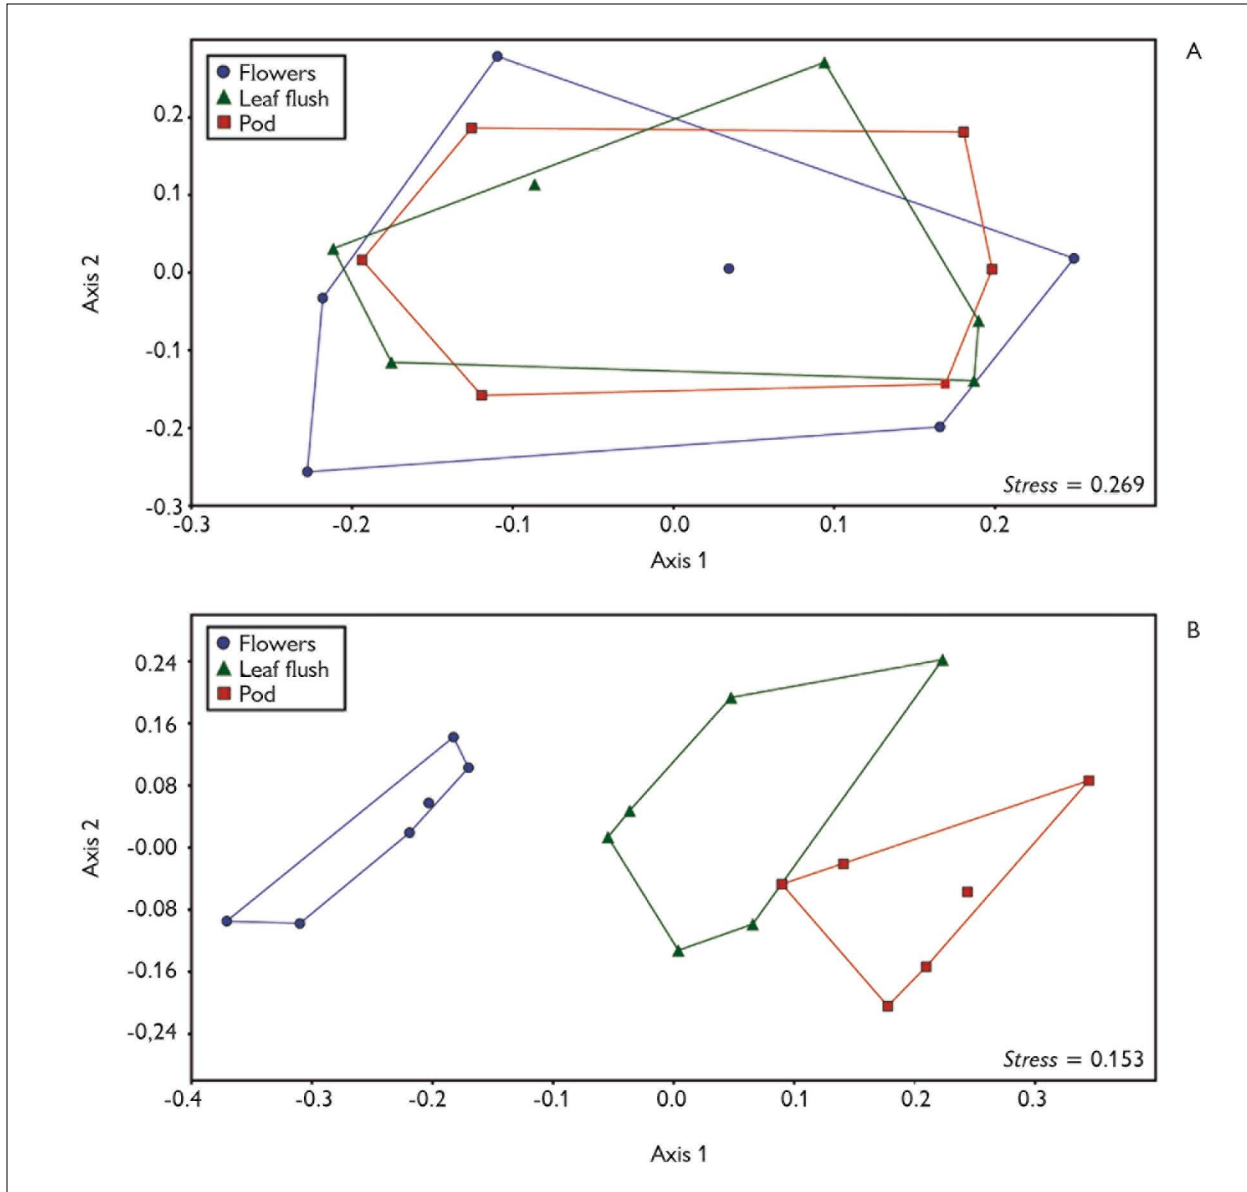 A
Flowers
Leaf flush
Pod
0.2
0.1
0.0
-0.1
-0.2
-0.3
Axis 2
Stress = 0.269
-0.3 -0.2 -0.1 0.0 0.1 0.2
Axis 1
B
Flowers
Leaf flush
Pod
0.24
0.16
0.08
-0.00
-0.08
-0.16
-0,24
Axis 2
Stress = 0.153
-0.4 -0.3 -0.2 -0.1 0.0 0.1 0.2 0.3
Axis 1